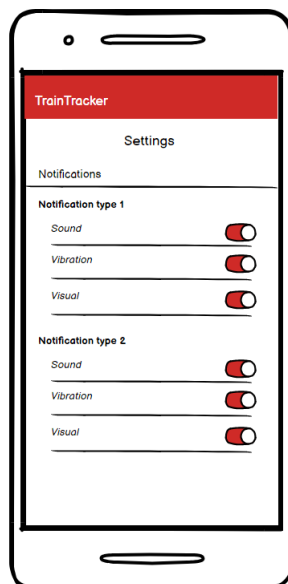 TrainTracker
Settings
Notifications
Notification type 1
Sound
Vibration
Visual
Notification type 2
Sound
Vibration
Visual